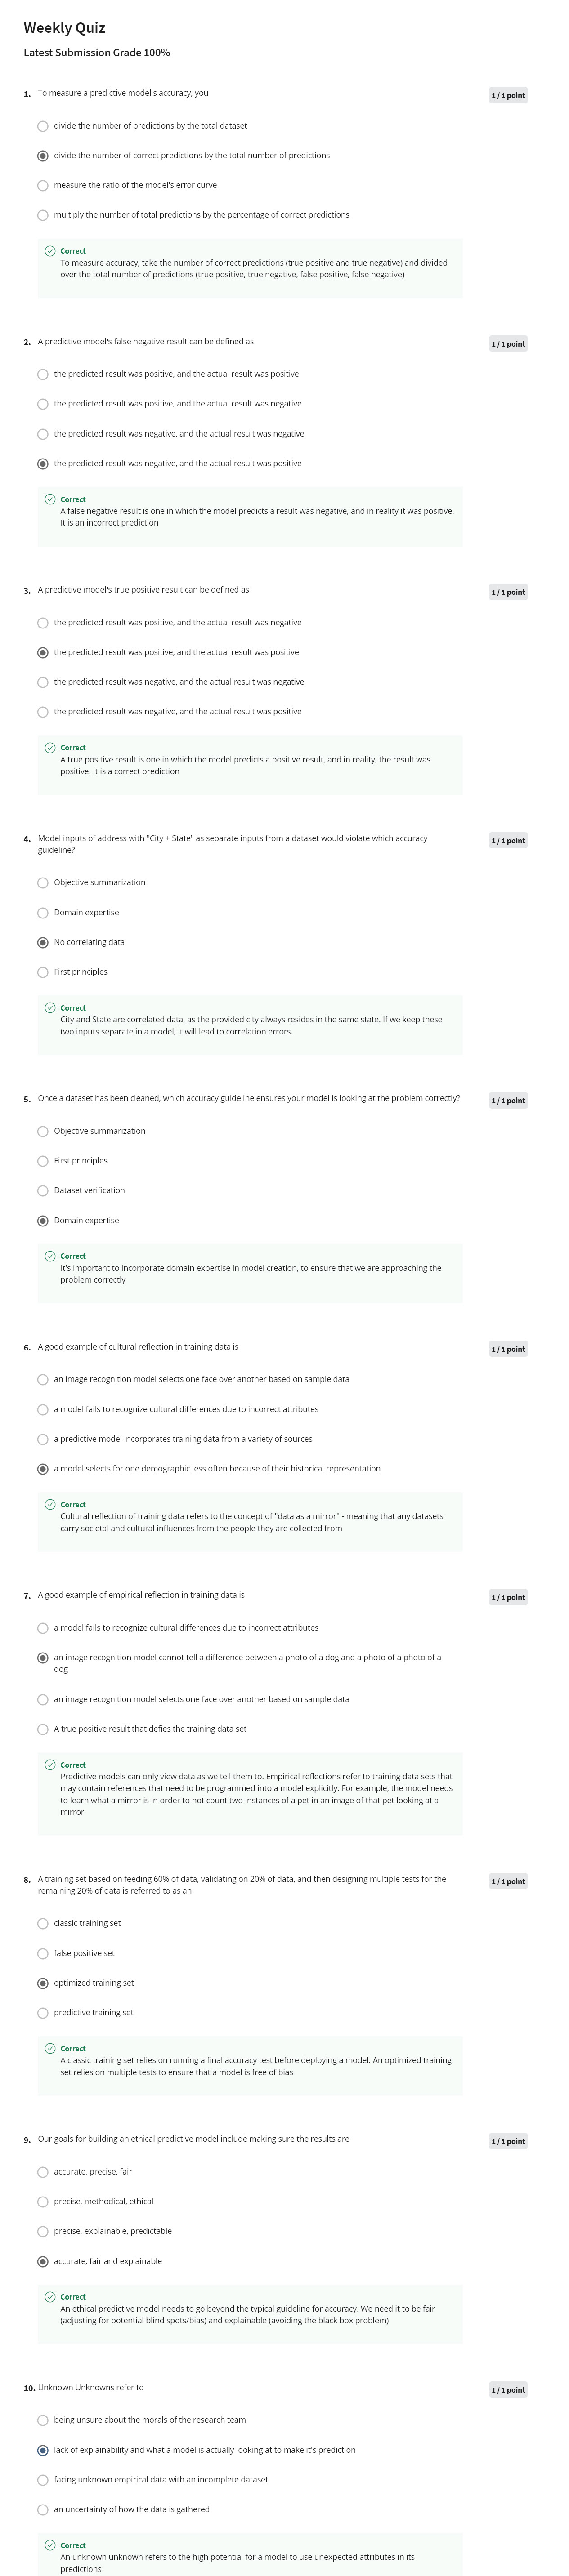 Weekly Quiz
Latest Submission Grade 100%
1. To measure a predictive model's accuracy, you
1 / 1 point
divide the number of predictions by the total dataset
divide the number of correct predictions by the total number of predictions
measure the ratio of the model's error curve
multiply the number of total predictions by the percentage of correct predictions
Correct
To measure accuracy, take the number of correct predictions (true positive and true negative) and divided
over the total number of predictions (true positive, true negative, false positive, false negative)
2. A predictive model's false negative result can be defined as
1 / 1 point
the predicted result was positive, and the actual result was positive
the predicted result was positive, and the actual result was negative
the predicted result was negative, and the actual result was negative
the predicted result was negative, and the actual result was positive
Correct
A false negative result is one in which the model predicts a result was negative, and in reality it was positive.
It is an incorrect prediction
3. A predictive model's true positive result can be defined as
1 / 1 point
the predicted result was positive, and the actual result was negative
the predicted result was positive, and the actual result was positive
the predicted result was negative, and the actual result was negative
the predicted result was negative, and the actual result was positive
Correct
A true positive result is one in which the model predicts a positive result, and in reality, the result was
positive. It is a correct prediction
4. Model inputs of address with "City + State" as separate inputs from a dataset would violate which accuracy
guideline?
1 / 1 point
Objective summarization
Domain expertise
No correlating data
First principles
Correct
City and State are correlated data, as the provided city always resides in the same state. If we keep these
two inputs separate in a model, it will lead to correlation errors.
5. Once a dataset has been cleaned, which accuracy guideline ensures your model is looking at the problem correctly?
1 / 1 point
Objective summarization
First principles
Dataset verification
Domain expertise
Correct
It's important to incorporate domain expertise in model creation, to ensure that we are approaching the
problem correctly
6. A good example of cultural reflection in training data is
1 / 1 point
an image recognition model selects one face over another based on sample data
a model fails to recognize cultural differences due to incorrect attributes
a predictive model incorporates training data from a variety of sources
a model selects for one demographic less often because of their historical representation
Correct
Cultural reflection of training data refers to the concept of "data as a mirror" - meaning that any datasets
carry societal and cultural influences from the people they are collected from
7. A good example of empirical reflection in training data is
1 / 1 point
a model fails to recognize cultural differences due to incorrect attributes
an image recognition model cannot tell a difference between a photo of a dog and a photo of a photo of a
dog
an image recognition model selects one face over another based on sample data
A true positive result that defies the training data set
Correct
Predictive models can only view data as we tell them to. Empirical reflections refer to training data sets that
may contain references that need to be programmed into a model explicitly. For example, the model needs
to learn what a mirror is in order to not count two instances of a pet in an image of that pet looking at a
mirror
8. A training set based on feeding 60% of data, validating on 20% of data, and then designing multiple tests for the
remaining 20% of data is referred to as an
1 / 1 point
classic training set
false positive set
optimized training set
predictive training set
Correct
A classic training set relies on running a final accuracy test before deploying a model. An optimized training
set relies on multiple tests to ensure that a model is free of bias
9. Our goals for building an ethical predictive model include making sure the results are
1 / 1 point
accurate, precise, fair
precise, methodical, ethical
precise, explainable, predictable
accurate, fair and explainable
Correct
An ethical predictive model needs to go beyond the typical guideline for accuracy. We need it to be fair
(adjusting for potential blind spots/bias) and explainable (avoiding the black box problem)
10. Unknown Unknowns refer to
1 / 1 point
being unsure about the morals of the research team
lack of explainability and what a model is actually looking at to make it's prediction
facing unknown empirical data with an incomplete dataset
an uncertainty of how the data is gathered
Correct
An unknown unknown refers to the high potential for a model to use unexpected attributes in its
predictions